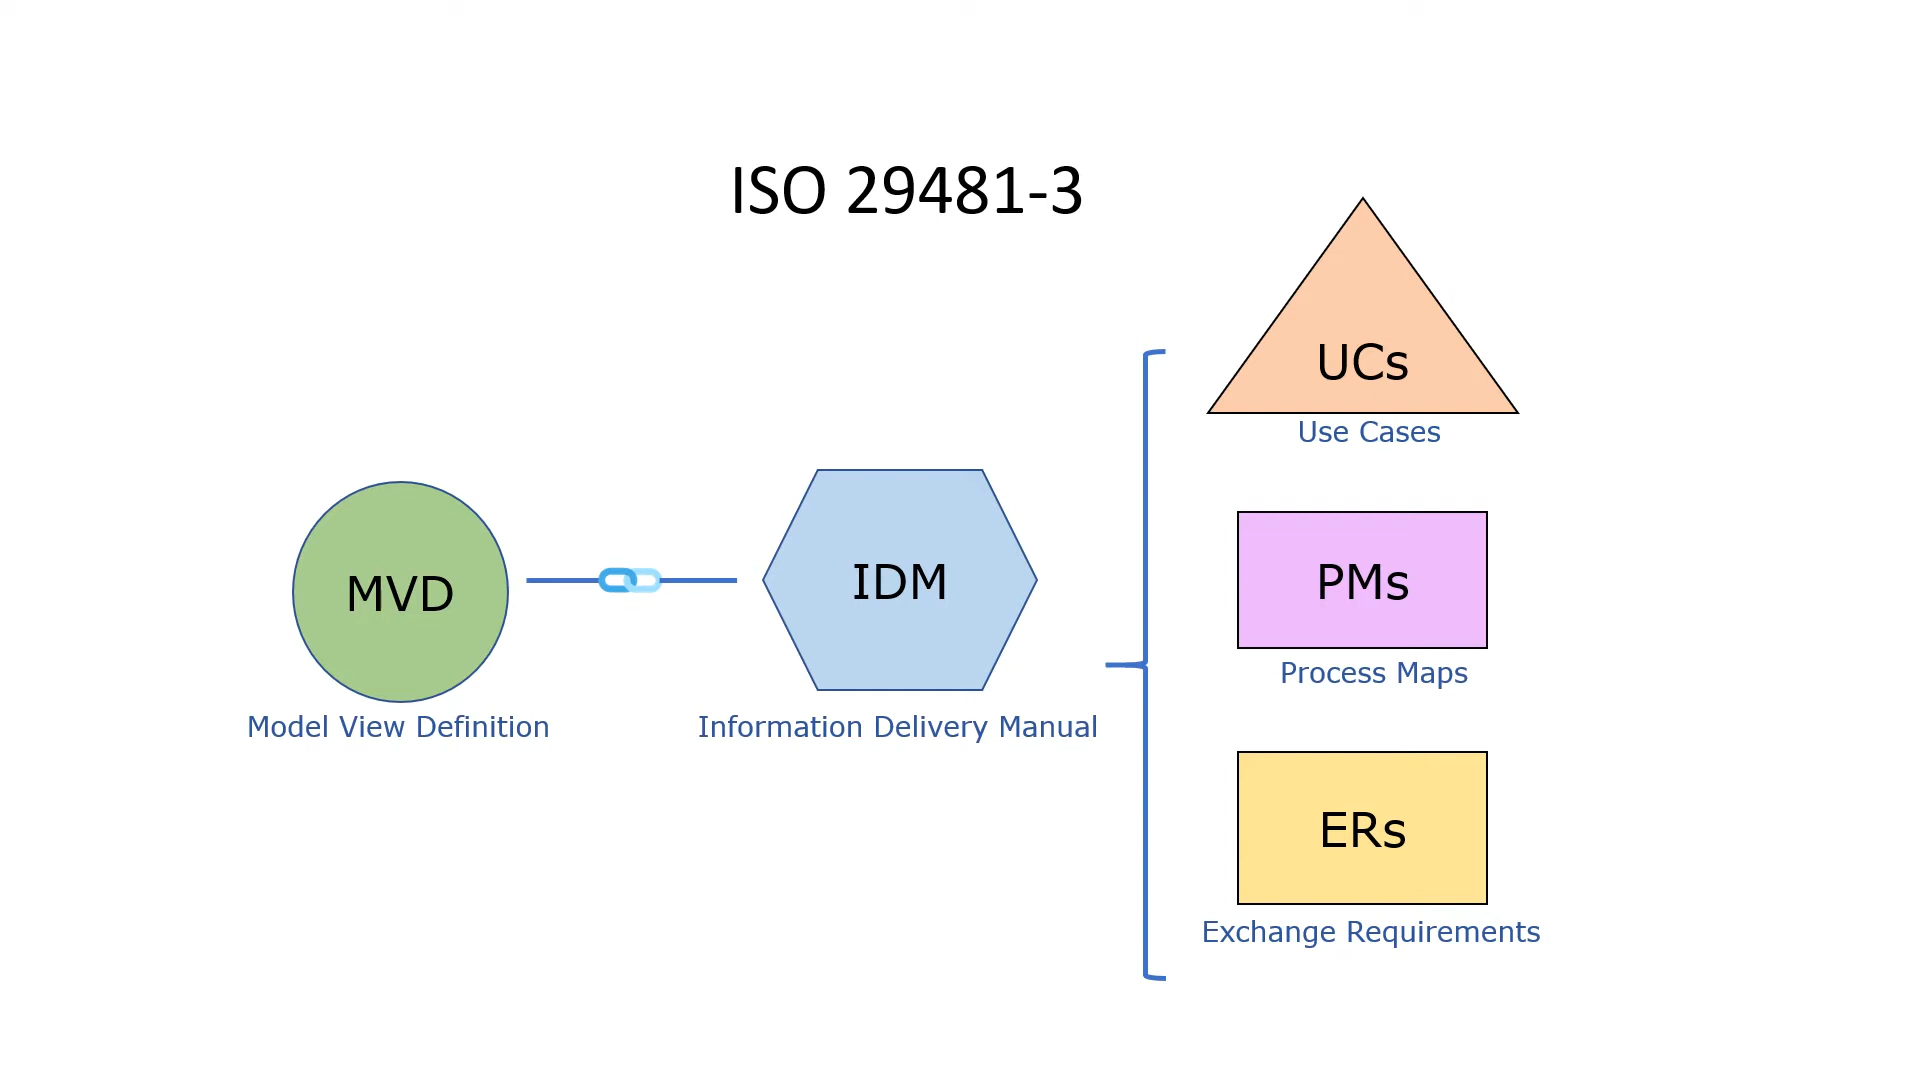 ISO 29481-3
MVD
Model View Definition
IDM
Information Delivery Manual
UCs
Use Cases
PMs
Process Maps
ERs
Exchange Requirements